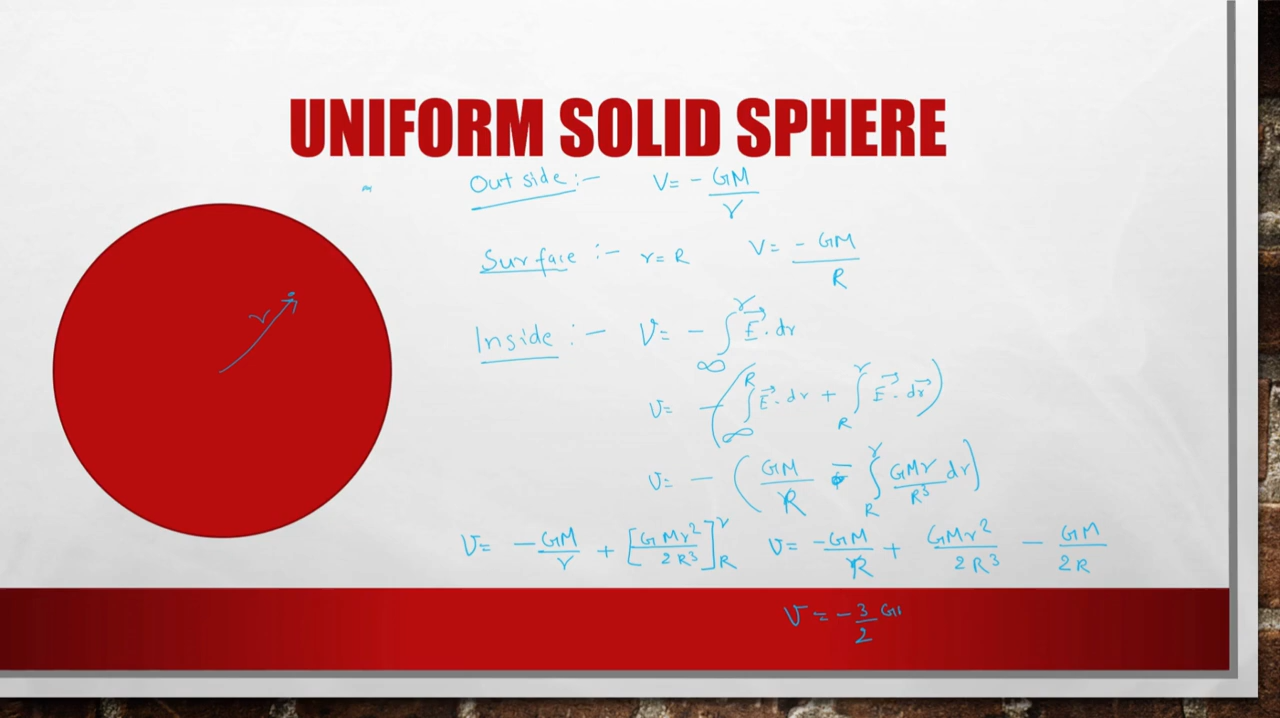 UNIFORM SOLID SPHERE
Out side :- V = - GM/r
Surface :- r = R V = - GM/R
r
Inside :- V = - ∫_∞^r E⃗. dr
V = - (∫_∞^R E⃗. dr + ∫_R^r E⃗. dr⃗)
V = - (GM/R - ∫_R^r GMr/R³ dr)
V = - GM/r + [GMr²/2R³]_R^r V = - GM/R + GMr²/2R³ - GM/2R
V = - 3/2 GM